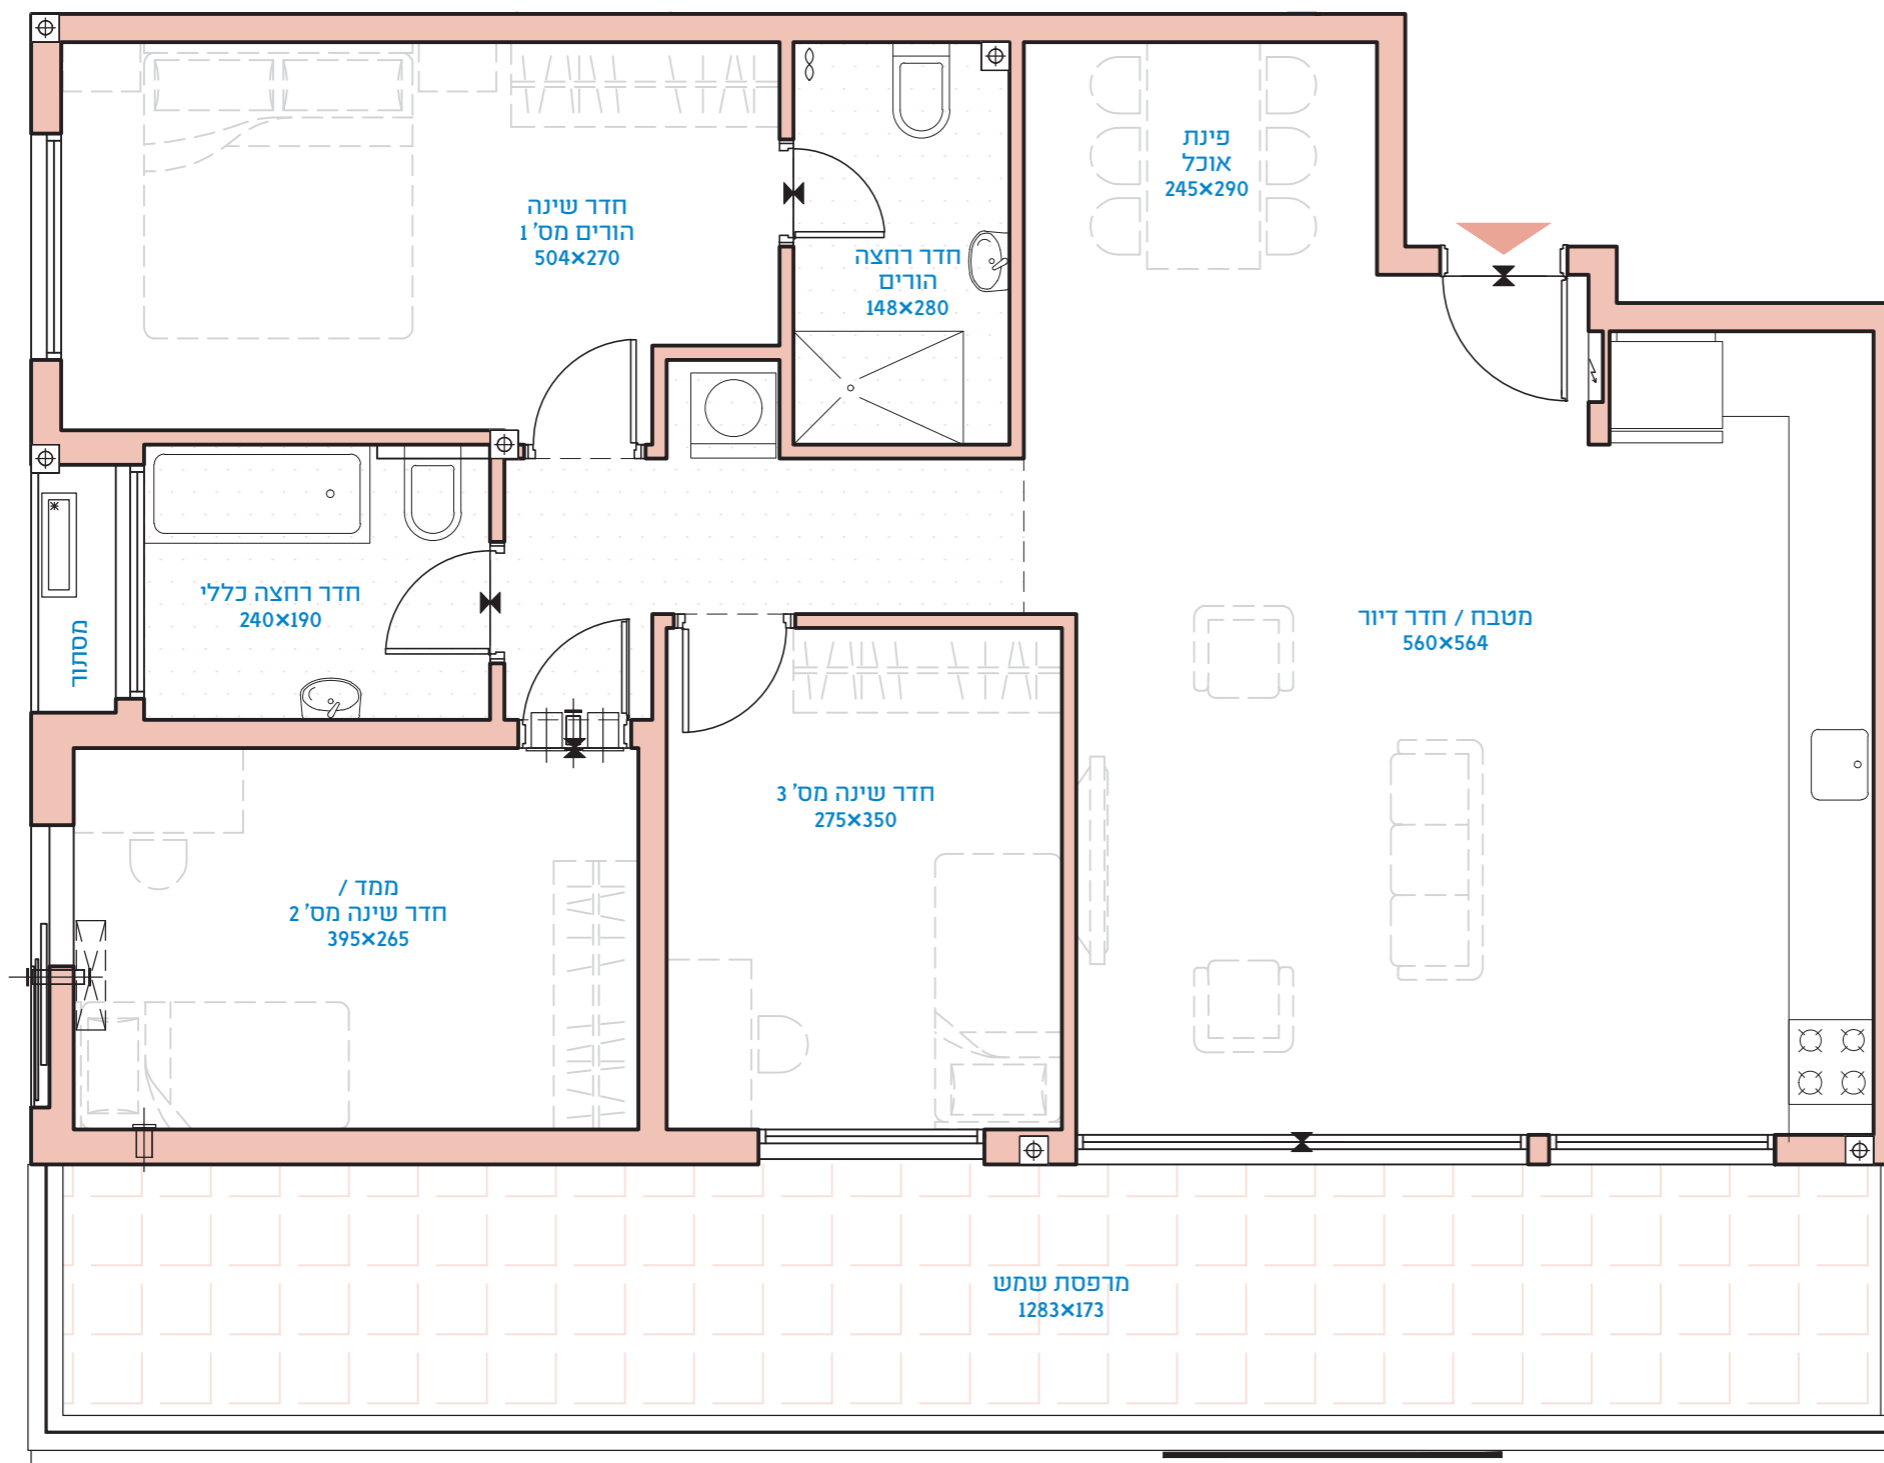 פינת
אוכל
245×290
חדר שינה
הורים מס' 1
504×270
חדר רחצה
הורים
148×280
חדר רחצה כללי
240×190
מסתור
מטבח / חדר דיור
560×564
חדר שינה מס' 3
275×350
ממד /
חדר שינה מס' 2
395×265
מרפסת שמש
1283×173